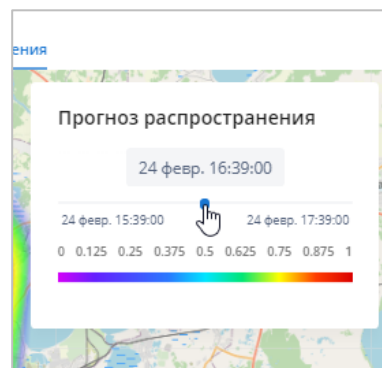 ения
Прогноз распространения
24 февр. 16:39:00
24 февр. 15:39:00 24 февр. 17:39:00
0 0.125 0.25 0.375 0.5 0.625 0.75 0.875 1